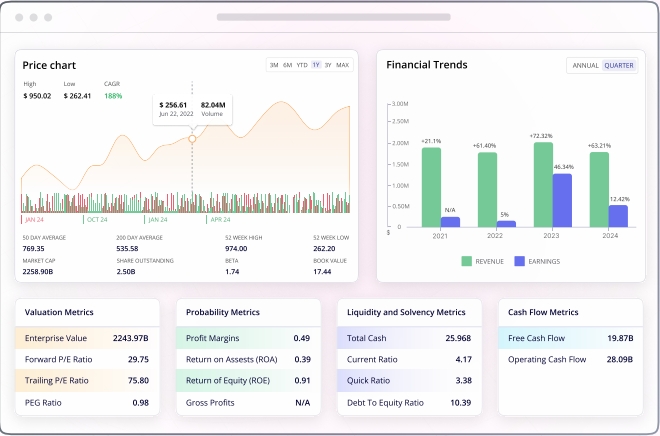 Price chart
3M 6M YTD 1Y 3Y MAX
High Low CAGR
$ 950.02 $ 262.41 188%
$ 256.61 82.04M
Jun 22, 2022 Volume
JAN 24 OCT 24 JAN 24 APR 24
50 DAY AVERAGE 200 DAY AVERAGE 52 WEEK HIGH 52 WEEK LOW
769.35 535.58 974.00 262.20
MARKET CAP SHARE OUTSTANDING BETA BOOK VALUE
2258.90B 2.50B 1.74 17.44
Financial Trends
ANNUAL QUARTER
3.00M
2.50M
2.00M
1.50M
1.00M
0.50M
0
$
+21.1% N/A
+61.40% 5%
+72.32% 46.34%
+63.21% 12.42%
2021 2022 2023 2024
REVENUE EARNINGS
Valuation Metrics
Enterprise Value 2243.97B
Forward P/E Ratio 29.75
Trailing P/E Ratio 75.80
PEG Ratio 0.98
Probability Metrics
Profit Margins 0.49
Return on Assests (ROA) 0.39
Return of Equity (ROE) 0.91
Gross Profits N/A
Liquidity and Solvency Metrics
Total Cash 25.968
Current Ratio 4.17
Quick Ratio 3.38
Debt To Equity Ratio 10.39
Cash Flow Metrics
Free Cash Flow 19.87B
Operating Cash Flow 28.09B